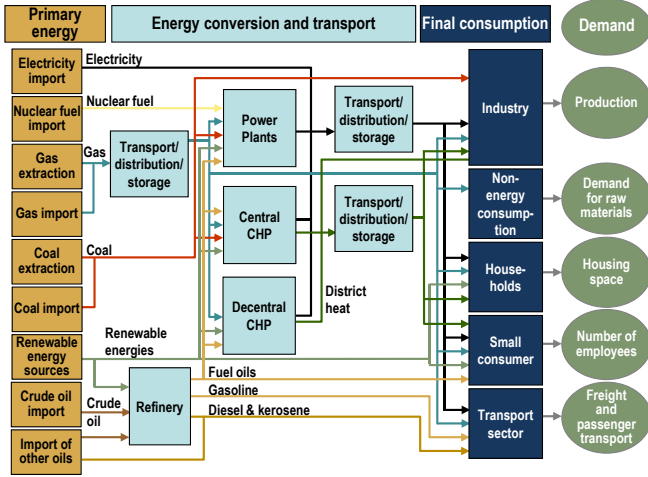 Primary
energy
Energy conversion and transport
Final consumption
Demand
Electricity
import
Electricity
Nuclear fuel
import
Nuclear fuel
Gas
extraction
Gas
Gas import
Transport/
distribution/
storage
Coal
extraction
Coal
Coal import
Renewable
energy
sources
Renewable
energies
Crude oil
import
Crude
oil
Import of
other oils
Refinery
Fuel oils
Gasoline
Diesel & kerosene
Power
Plants
Central
CHP
Decentral
CHP
Transport/
distribution/
storage
Transport/
distribution/
storage
District
heat
Industry
Non-
energy
consump-
tion
House-
holds
Small
consumer
Transport
sector
Production
Demand
for raw
materials
Housing
space
Number of
employees
Freight and
passenger
transport